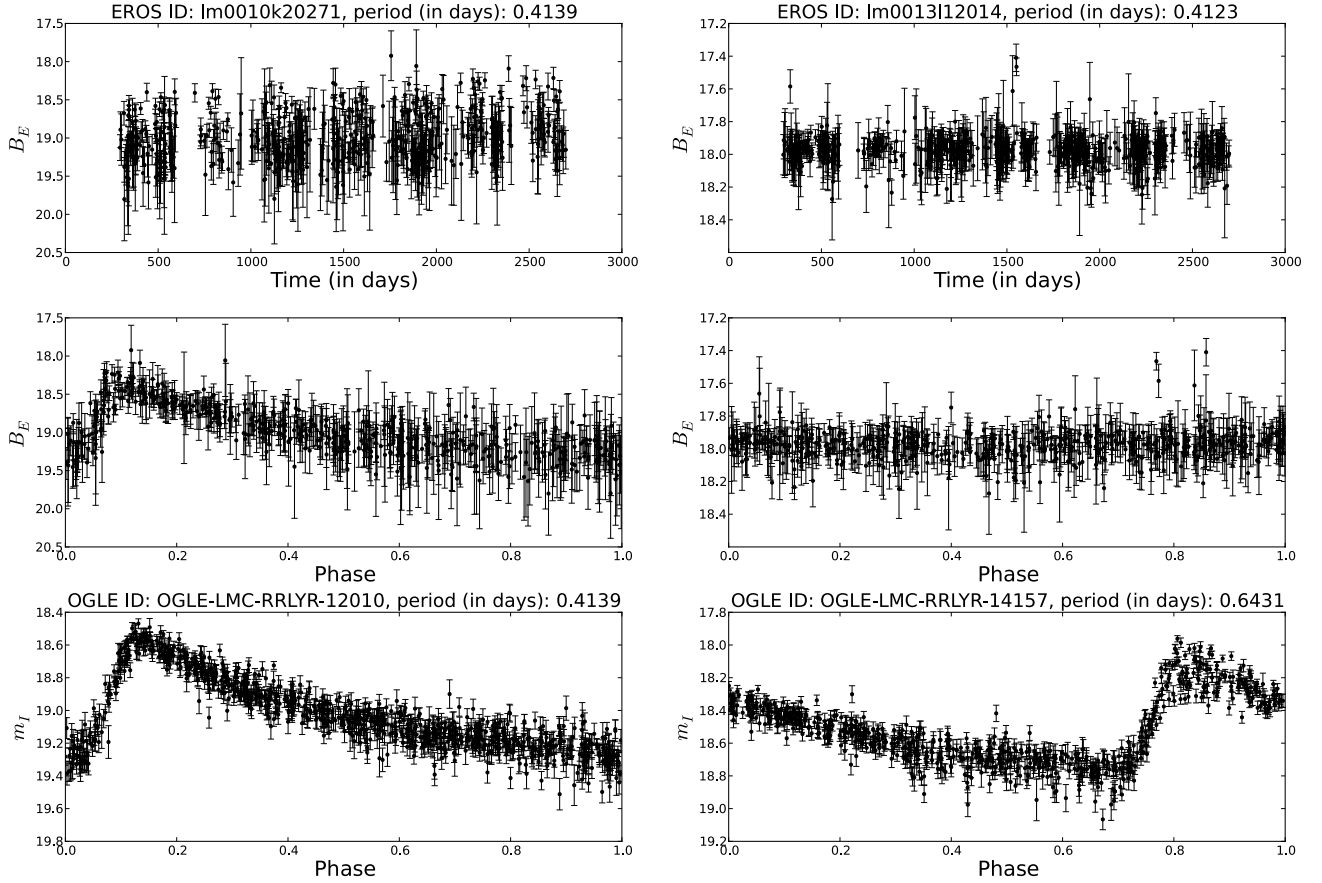 EROS ID: lm0010k20271, period (in days): 0.4139
17.5
18.0
18.5
19.0
19.5
20.0
20.5
B_E
0 500 1000 1500 2000 2500 3000
Time (in days)
EROS ID: lm0013l12014, period (in days): 0.4123
17.2
17.4
17.6
17.8
18.0
18.2
18.4
B_E
0 500 1000 1500 2000 2500 3000
Time (in days)
17.5
18.0
18.5
19.0
19.5
20.0
20.5
B_E
0.0 0.2 0.4 0.6 0.8 1.0
Phase
17.2
17.4
17.6
17.8
18.0
18.2
18.4
B_E
0.0 0.2 0.4 0.6 0.8 1.0
Phase
OGLE ID: OGLE-LMC-RRLYR-12010, period (in days): 0.4139
18.4
18.6
18.8
19.0
19.2
19.4
19.6
19.8
m_I
0.0 0.2 0.4 0.6 0.8 1.0
Phase
OGLE ID: OGLE-LMC-RRLYR-14157, period (in days): 0.6431
17.8
18.0
18.2
18.4
18.6
18.8
19.0
19.2
m_I
0.0 0.2 0.4 0.6 0.8 1.0
Phase